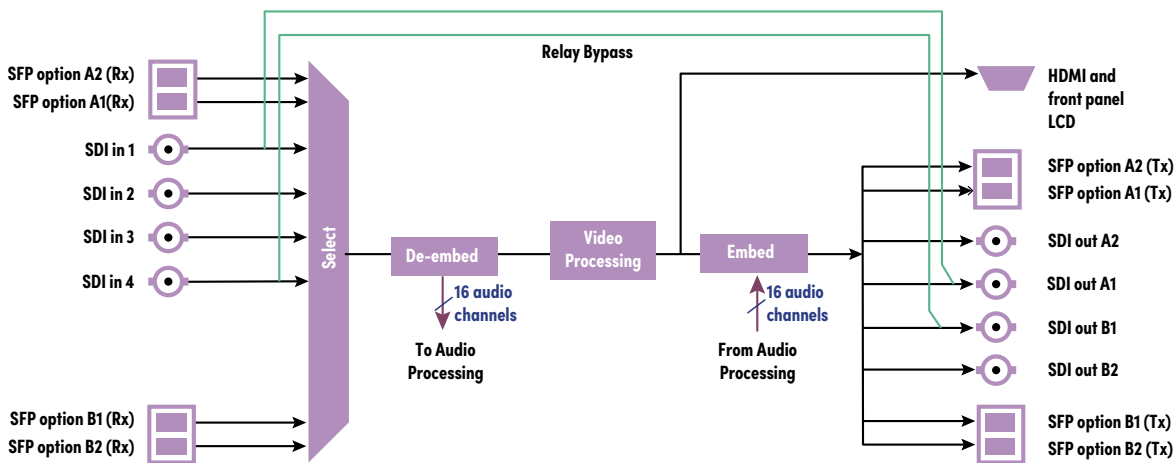 Relay Bypass
SFP option A2 (Rx)
SFP option A1(Rx)
SDI in 1
SDI in 2
SDI in 3
SDI in 4
SFP option B1 (Rx)
SFP option B2 (Rx)
Select
De-embed
16 audio
channels
To Audio
Processing
Video
Processing
Embed
16 audio
channels
From Audio
Processing
HDMI and
front panel
LCD
SFP option A2 (Tx)
SFP option A1 (Tx)
SDI out A2
SDI out A1
SDI out B1
SDI out B2
SFP option B1 (Tx)
SFP option B2 (Tx)